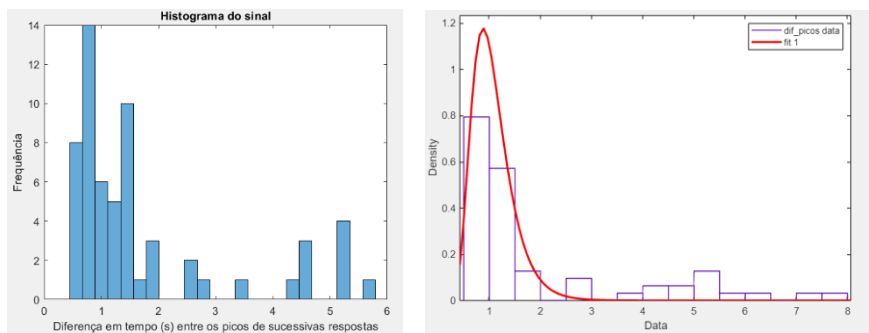 Histograma do sinal
14
12
10
8
6
4
2
0
Frequência
0 1 2 3 4 5 6
Diferença em tempo (s) entre os picos de sucessivas respostas
dif_picos data
fit 1
1.2
1
0.8
0.6
0.4
0.2
0
Density
1 2 3 4 5 6 7 8
Data